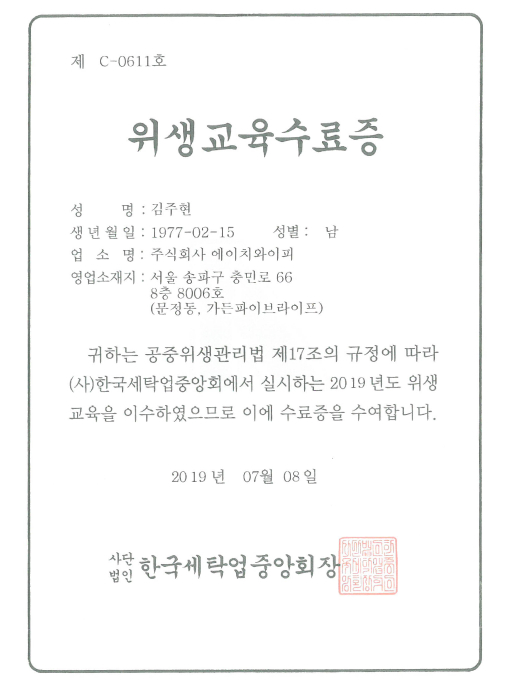 제 C-0611호
위생교육수료증
성 명 : 김주현
생년월일 : 1977-02-15 성별 : 남
업 소 명 : 주식회사 에이치와이피
영업소재지 : 서울 송파구 충민로 66
8층 8006호
(문정동, 가든파이브라이프)
귀하는 공중위생관리법 제17조의 규정에 따라
(사)한국세탁업중앙회에서 실시하는 2019년도 위생
교육을 이수하였으므로 이에 수료증을 수여합니다.
2019년 07월 08일
사단
법인 한국세탁업중앙회장